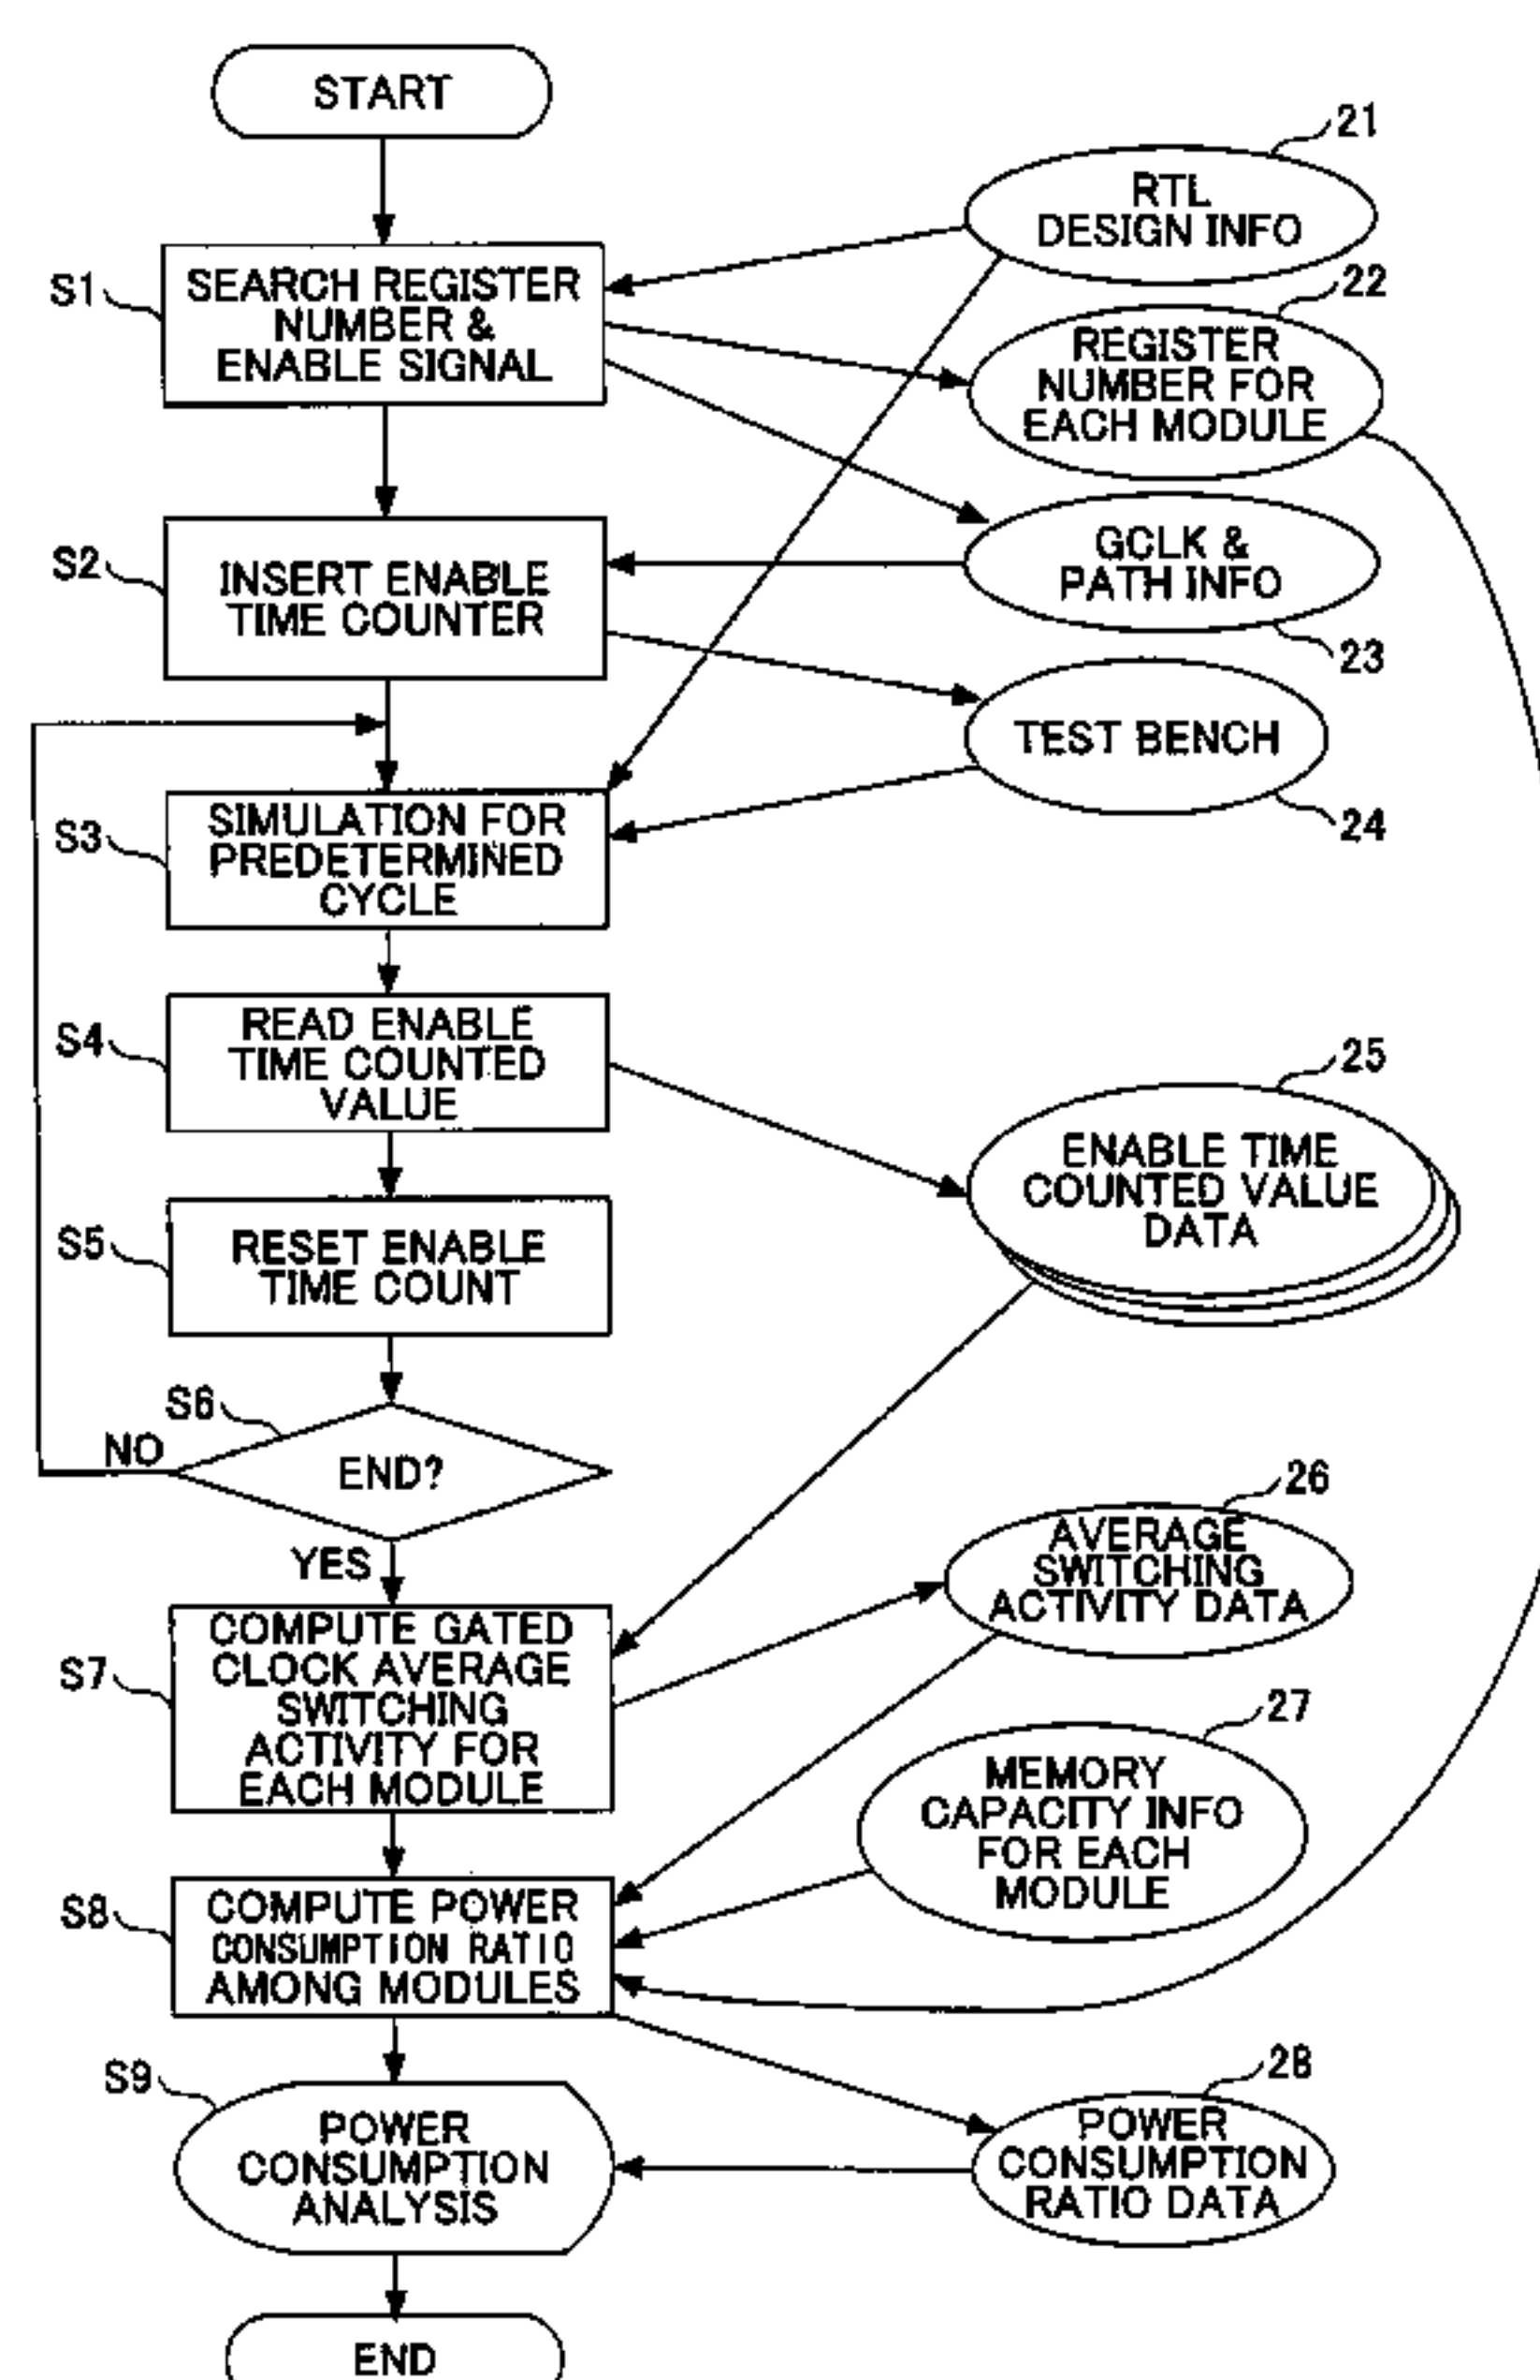 START
21
RTL
DESIGN INFO
S1
SEARCH REGISTER
NUMBER &
ENABLE SIGNAL
22
REGISTER
NUMBER FOR
EACH MODULE
S2
INSERT ENABLE
TIME COUNTER
GCLK &
PATH INFO
23
TEST BENCH
24
S3
SIMULATION FOR
PREDETERMINED
CYCLE
S4
READ ENABLE
TIME COUNTED
VALUE
25
ENABLE TIME
COUNTED VALUE
DATA
S5
RESET ENABLE
TIME COUNT
S6
NO
END?
YES
26
AVERAGE
SWITCHING
ACTIVITY DATA
S7
COMPUTE GATED
CLOCK AVERAGE
SWITCHING
ACTIVITY FOR
EACH MODULE
27
MEMORY
CAPACITY INFO
FOR EACH
MODULE
S8
COMPUTE POWER
CONSUMPTION RATIO
AMONG MODULES
S9
POWER
CONSUMPTION
ANALYSIS
28
POWER
CONSUMPTION
RATIO DATA
END